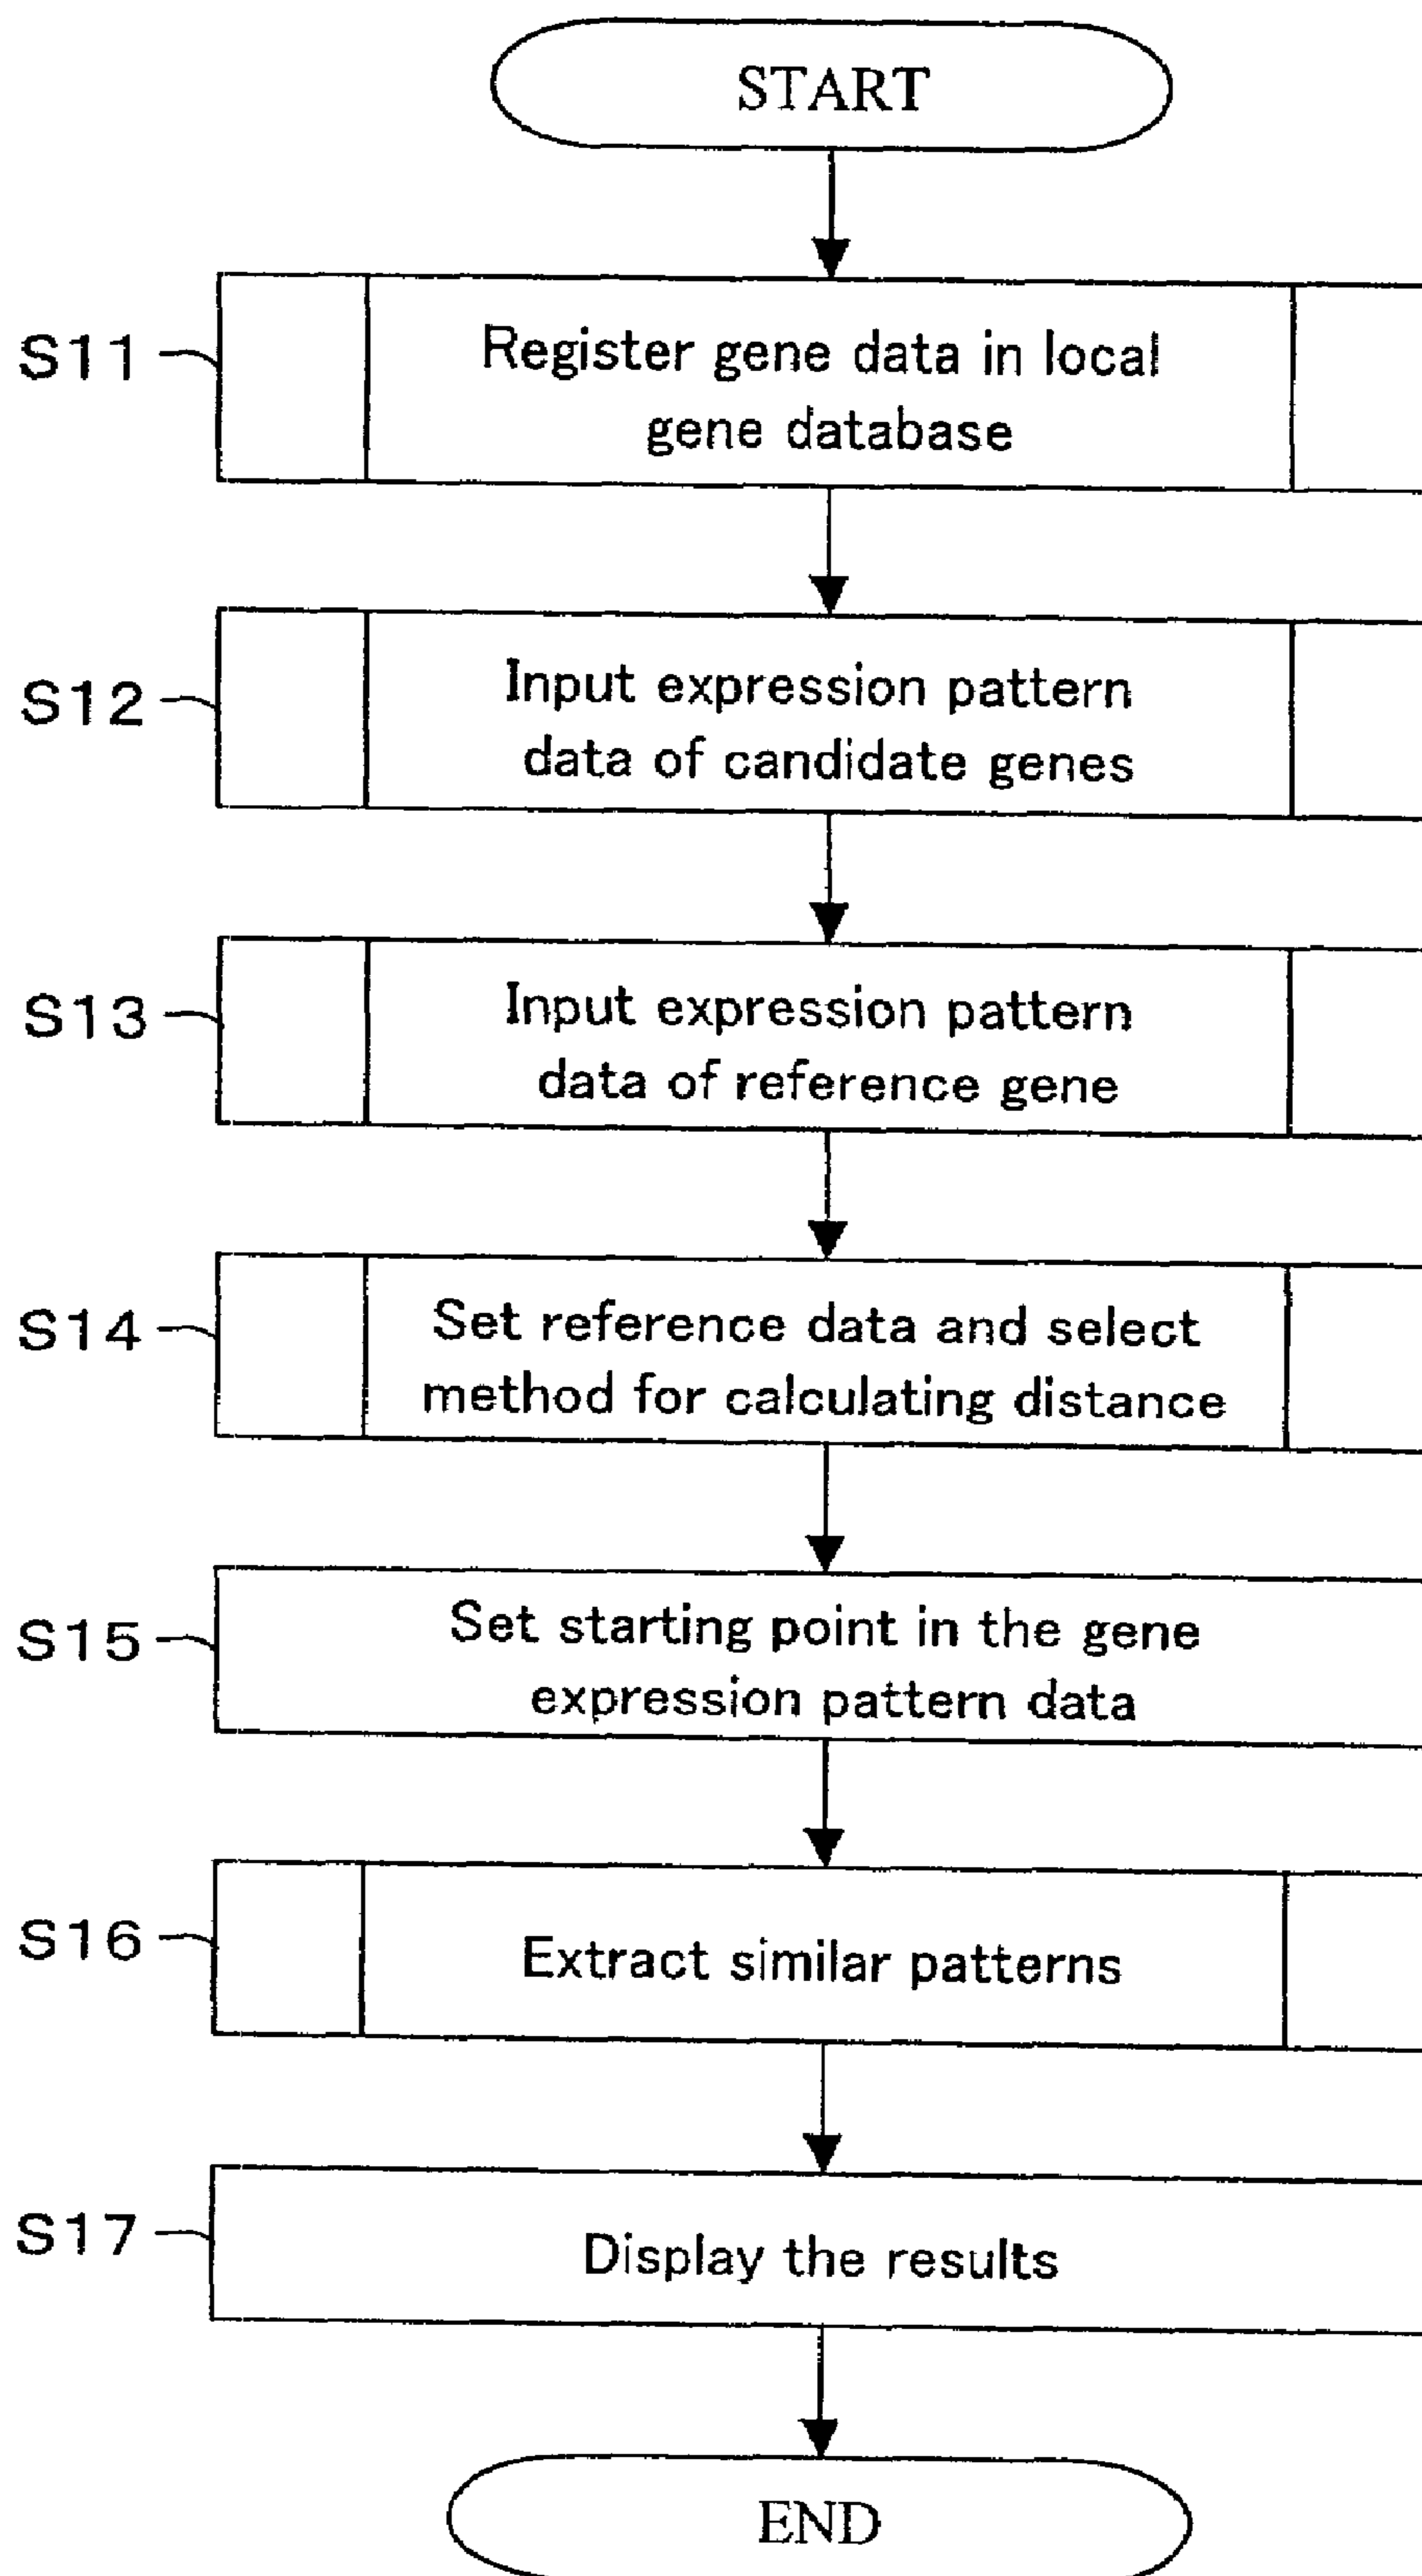 START
S11
Register gene data in local
gene database
S12
Input expression pattern
data of candidate genes
S13
Input expression pattern
data of reference gene
S14
Set reference data and select
method for calculating distance
S15
Set starting point in the gene
expression pattern data
S16
Extract similar patterns
S17
Display the results
END